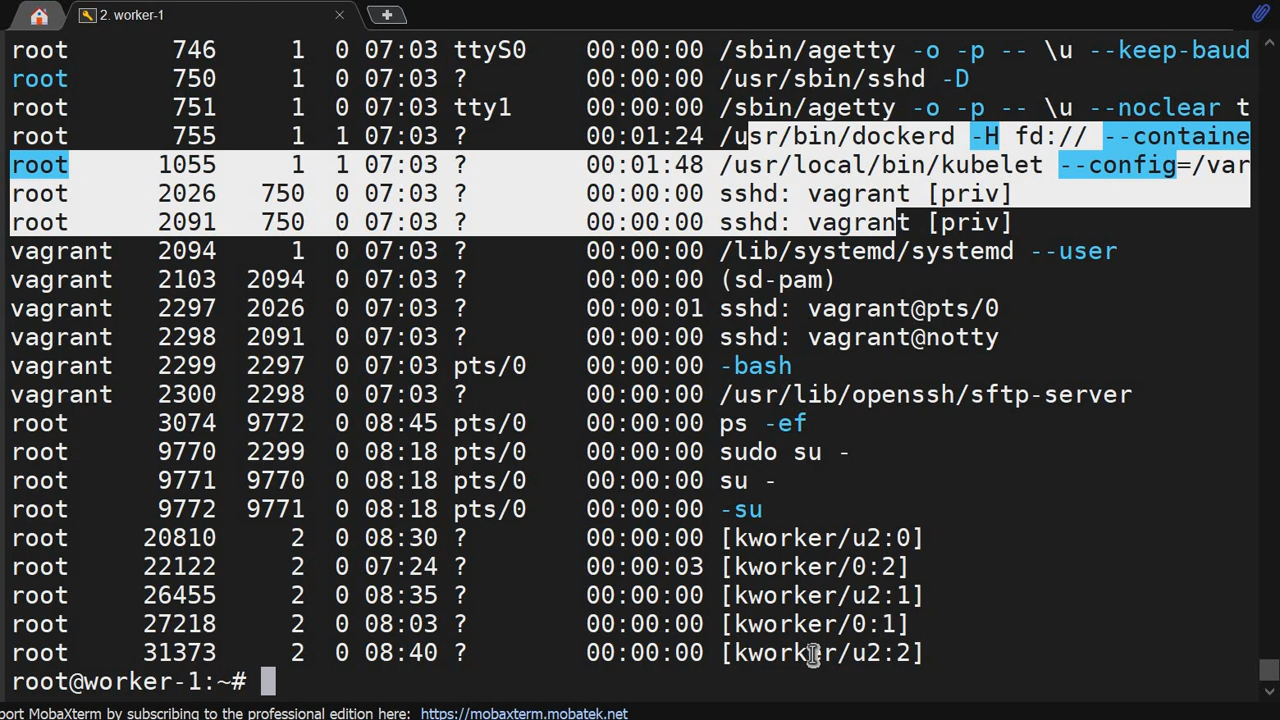 2. worker-1
root 746 1 0 07:03 ttyS0 00:00:00 /sbin/agetty -o -p -- \u --keep-baud
root 750 1 0 07:03 ? 00:00:00 /usr/sbin/sshd -D
root 751 1 0 07:03 tty1 00:00:00 /sbin/agetty -o -p -- \u --noclear t
root 755 1 1 07:03 ? 00:01:24 /usr/bin/dockerd -H fd:// --containe
root 1055 1 1 07:03 ? 00:01:48 /usr/local/bin/kubelet --config=/var
root 2026 750 0 07:03 ? 00:00:00 sshd: vagrant [priv]
root 2091 750 0 07:03 ? 00:00:00 sshd: vagrant [priv]
vagrant 2094 1 0 07:03 ? 00:00:00 /lib/systemd/systemd --user
vagrant 2103 2094 0 07:03 ? 00:00:00 (sd-pam)
vagrant 2297 2026 0 07:03 ? 00:00:01 sshd: vagrant@pts/0
vagrant 2298 2091 0 07:03 ? 00:00:00 sshd: vagrant@notty
vagrant 2299 2297 0 07:03 pts/0 00:00:00 -bash
vagrant 2300 2298 0 07:03 ? 00:00:00 /usr/lib/openssh/sftp-server
root 3074 9772 0 08:45 pts/0 00:00:00 ps -ef
root 9770 2299 0 08:18 pts/0 00:00:00 sudo su -
root 9771 9770 0 08:18 pts/0 00:00:00 su -
root 9772 9771 0 08:18 pts/0 00:00:00 -su
root 20810 2 0 08:30 ? 00:00:00 [kworker/u2:0]
root 22122 2 0 07:24 ? 00:00:03 [kworker/0:2]
root 26455 2 0 08:35 ? 00:00:00 [kworker/u2:1]
root 27218 2 0 08:03 ? 00:00:00 [kworker/0:1]
root 31373 2 0 08:40 ? 00:00:00 [kworker/u2:2]
root@worker-1:~#
port MobaXterm by subscribing to the professional edition here: https://mobaxterm.mobatek.net